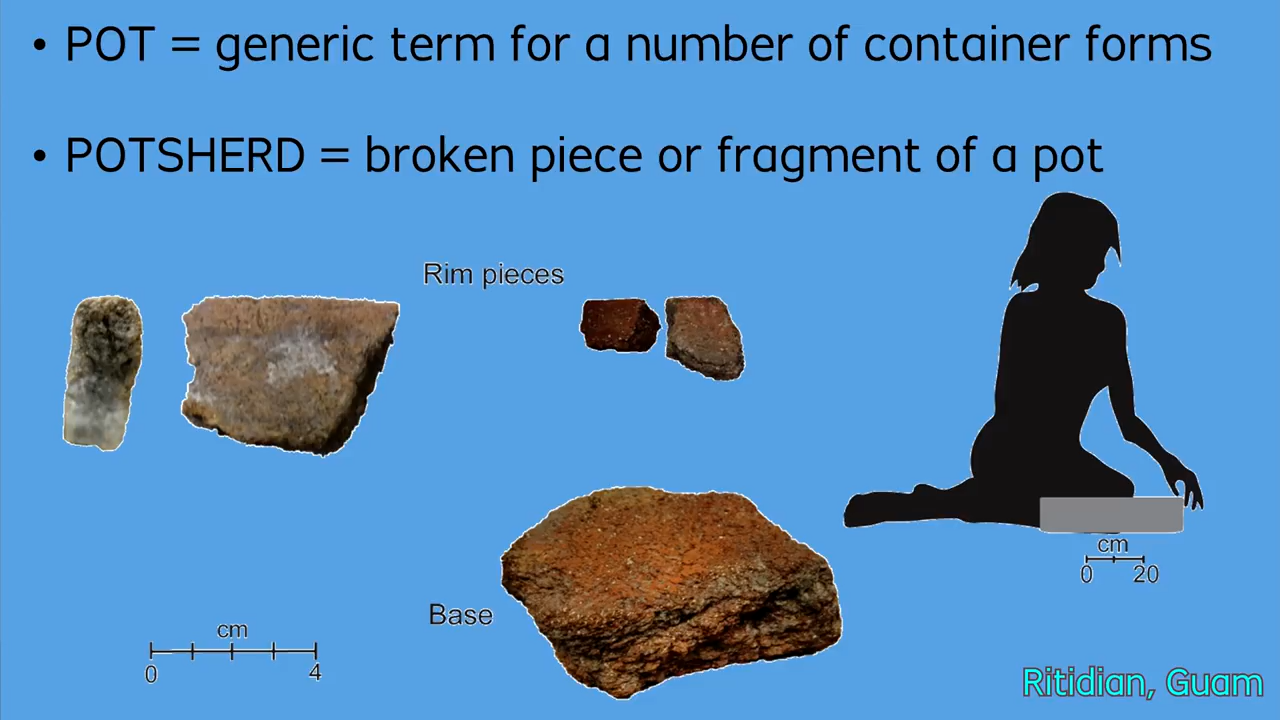 • POT = generic term for a number of container forms
• POTSHERD = broken piece or fragment of a pot
Rim pieces
cm
0 20
Base
cm
0 4
Ritidian, Guam